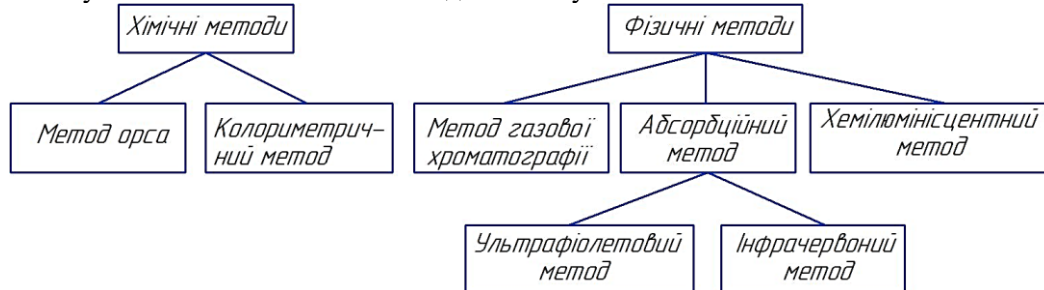 Хімічні методи
Фізичні методи
Метод орса
Колориметрич-
ний метод
Метод газової
хроматографії
Абсорбційний
метод
Хемілюмінісцентний
метод
Ультрафіолетовий
метод
Інфрачервоний
метод